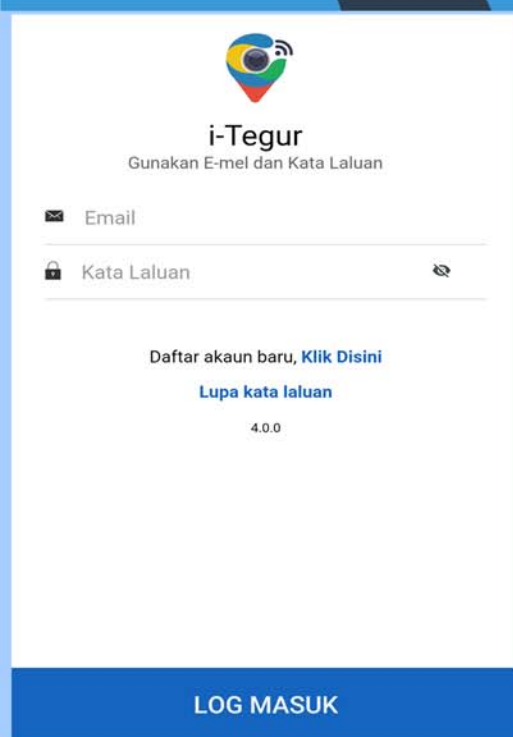 i-Tegur
Gunakan E-mel dan Kata Laluan
Email
Kata Laluan
Daftar akaun baru, Klik Disini
Lupa kata laluan
4.0.0
LOG MASUK